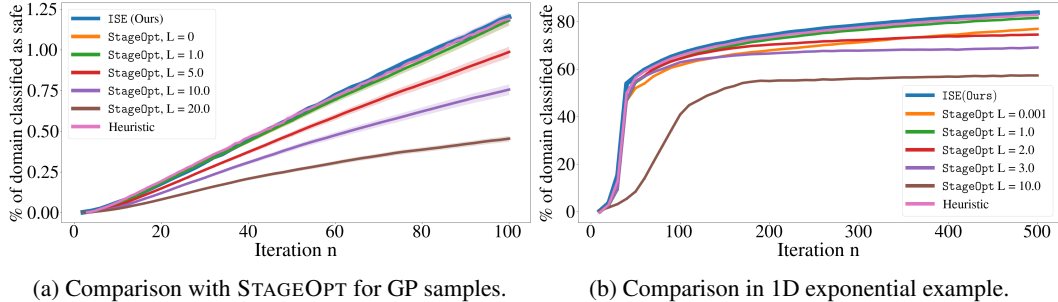 % of domain classified as safe
1.25
1.00
0.75
0.50
0.25
0.00
ISE (Ours)
StageOpt, L = 0
StageOpt, L = 1.0
StageOpt, L = 5.0
StageOpt, L = 10.0
StageOpt, L = 20.0
Heuristic
0 20 40 60 80 100
Iteration n
(a) Comparison with STAGEOPT for GP samples.
% of domain classified as safe
80
60
40
20
0
ISE(Ours)
StageOpt L = 0.001
StageOpt L = 1.0
StageOpt L = 2.0
StageOpt L = 3.0
StageOpt L = 10.0
Heuristic
0 100 200 300 400 500
Iteration n
(b) Comparison in 1D exponential example.